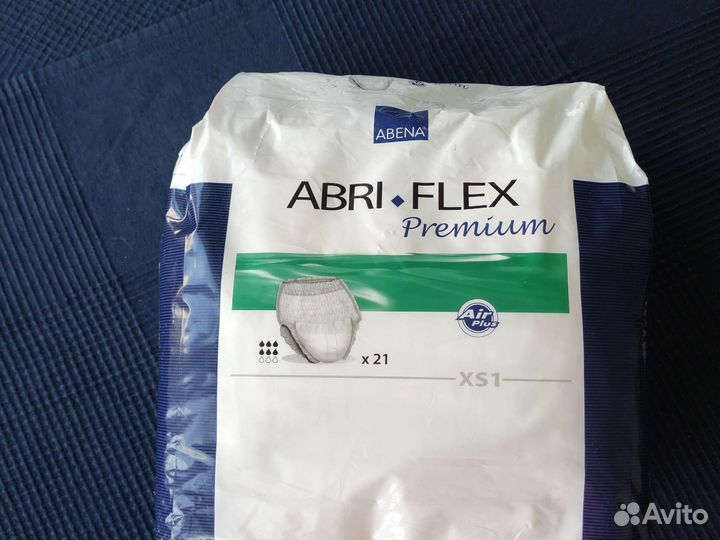 ABENA
ABRI • FLEX
Premium
Air
Plus
x 21
XS1
Avito